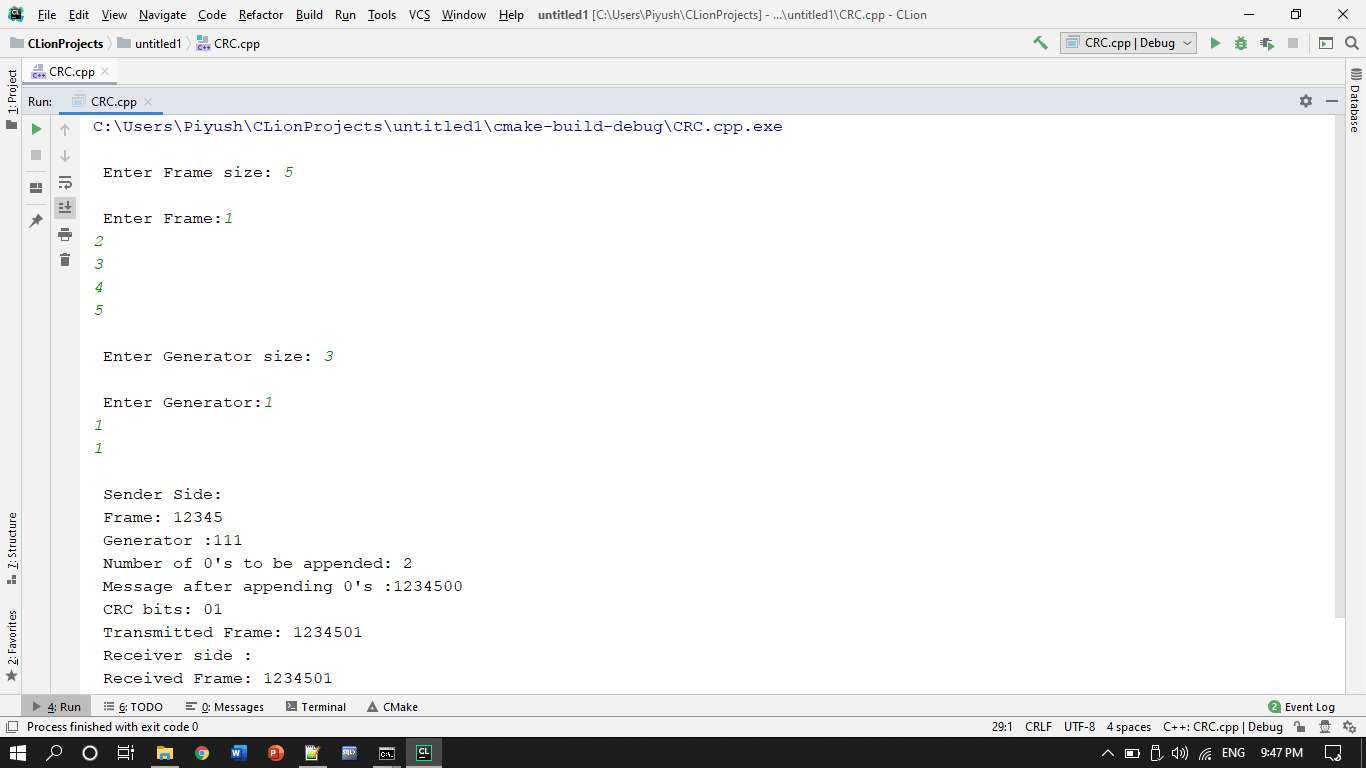 File Edit View Navigate Code Refactor Build Run Tools VCS Window Help untitled1 [C:\Users\Piyush\CLionProjects] - ...\untitled1\CRC.cpp - CLion
CLionProjects untitled1 CRC.cpp CRC.cpp | Debug
1: Project
CRC.cpp
Database
Run: CRC.cpp
C:\Users\Piyush\CLionProjects\untitled1\cmake-build-debug\CRC.cpp.exe
Enter Frame size: 5
Enter Frame:1
2
3
4
5
Enter Generator size: 3
Enter Generator:1
1
1
Sender Side:
Frame: 12345
Generator :111
Number of 0's to be appended: 2
Message after appending 0's :1234500
CRC bits: 01
Transmitted Frame: 1234501
Receiver side :
Received Frame: 1234501
7: Structure
2: Favorites
4: Run 6: TODO 0: Messages Terminal CMake 2 Event Log
Process finished with exit code 0 29:1 CRLF UTF-8 4 spaces C++: CRC.cpp | Debug
CL ENG 9:47 PM